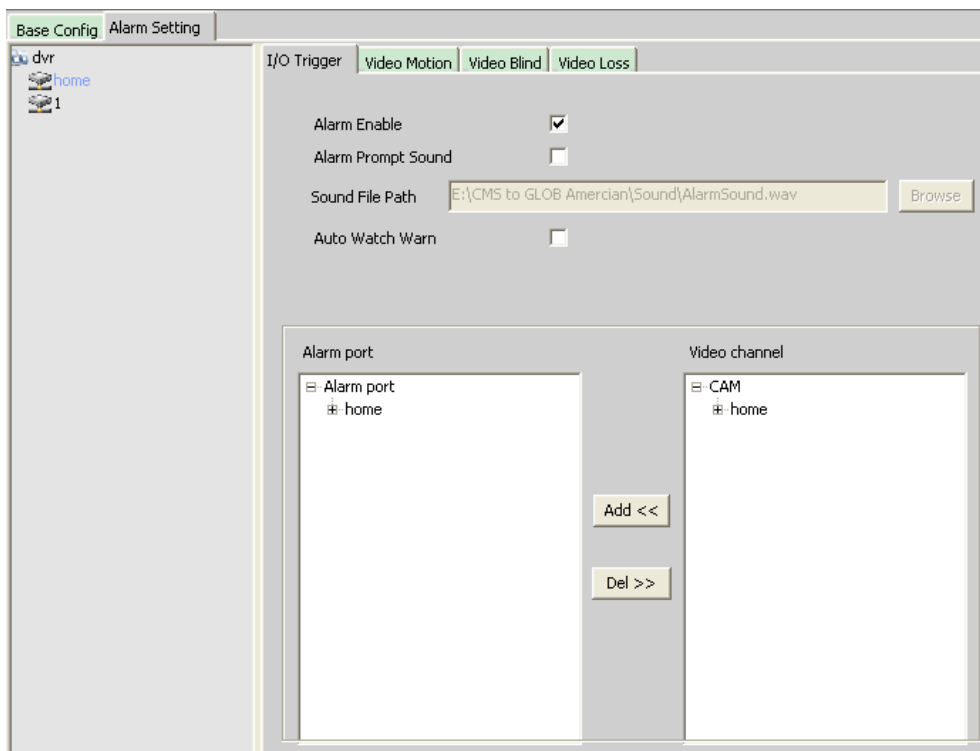 Base Config Alarm Setting
dvr
home
1
I/O Trigger Video Motion Video Blind Video Loss
Alarm Enable
Alarm Prompt Sound
Sound File Path E:\CMS to GLOB Amercian\Sound\AlarmSound.wav Browse
Auto Watch Warn
Alarm port
Alarm port
home
Add <<
Del >>
Video channel
CAM
home